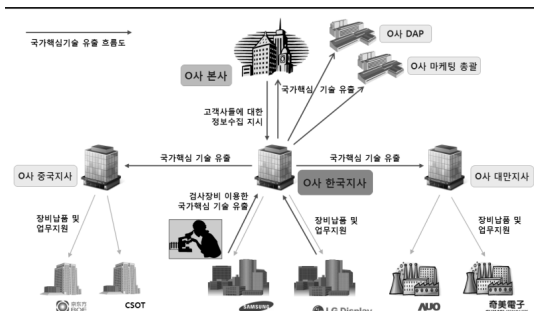 국가핵심기술 유출 흐름도
O사 DAP
O사 본사
O사 마케팅 총괄
국가핵심 기술 유출
고객사들에 대한
정보수집 지시
국가핵심 기술 유출
국가핵심 기술 유출
O사 중국지사
O사 한국지사
O사 대만지사
검사장비 이용한
국가핵심 기술 유출
장비납품 및
업무지원
장비납품 및
업무지원
장비납품 및
업무지원
京东方
BOE
CSOT
SAMSUNG
LG Display
AUO
奇美電子